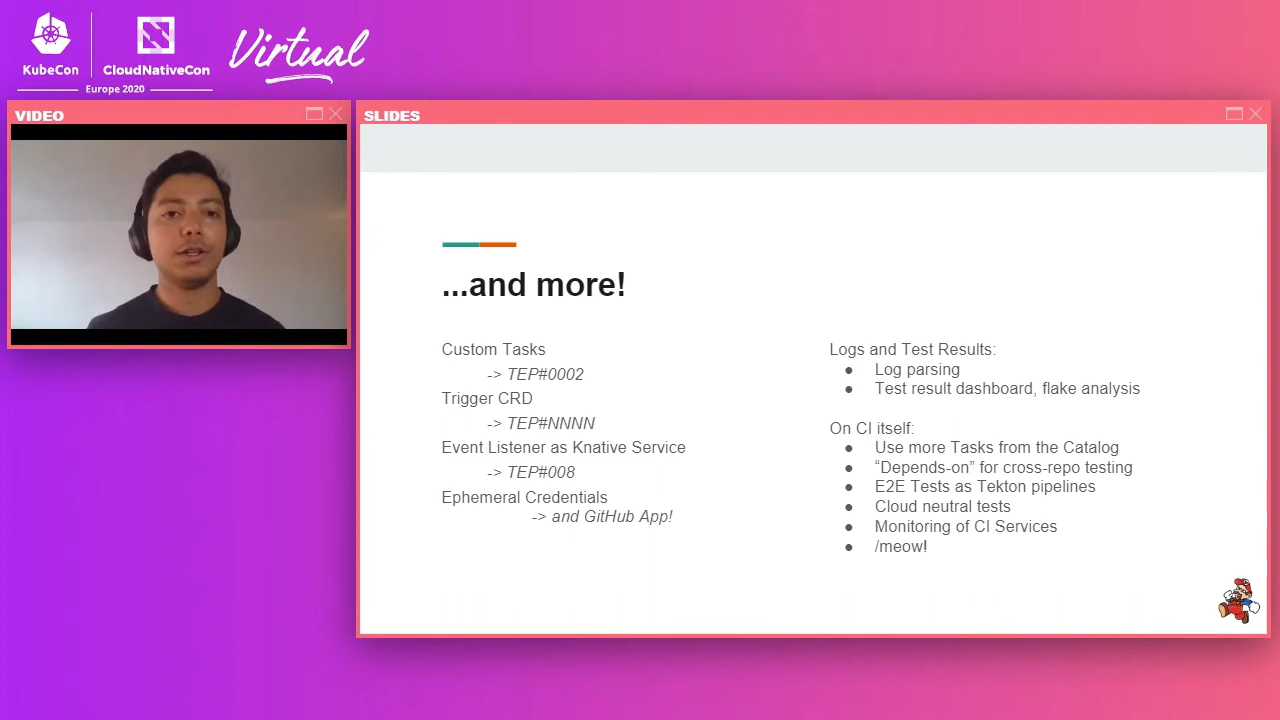 KubeCon
CloudNativeCon
Europe 2020
Virtual
VIDEO
SLIDES
...and more!
Custom Tasks
-> TEP#0002
Trigger CRD
-> TEP#NNNN
Event Listener as Knative Service
-> TEP#008
Ephemeral Credentials
-> and GitHub App!
Logs and Test Results:
● Log parsing
● Test result dashboard, flake analysis
On CI itself:
● Use more Tasks from the Catalog
● “Depends-on” for cross-repo testing
● E2E Tests as Tekton pipelines
● Cloud neutral tests
● Monitoring of CI Services
● /meow!